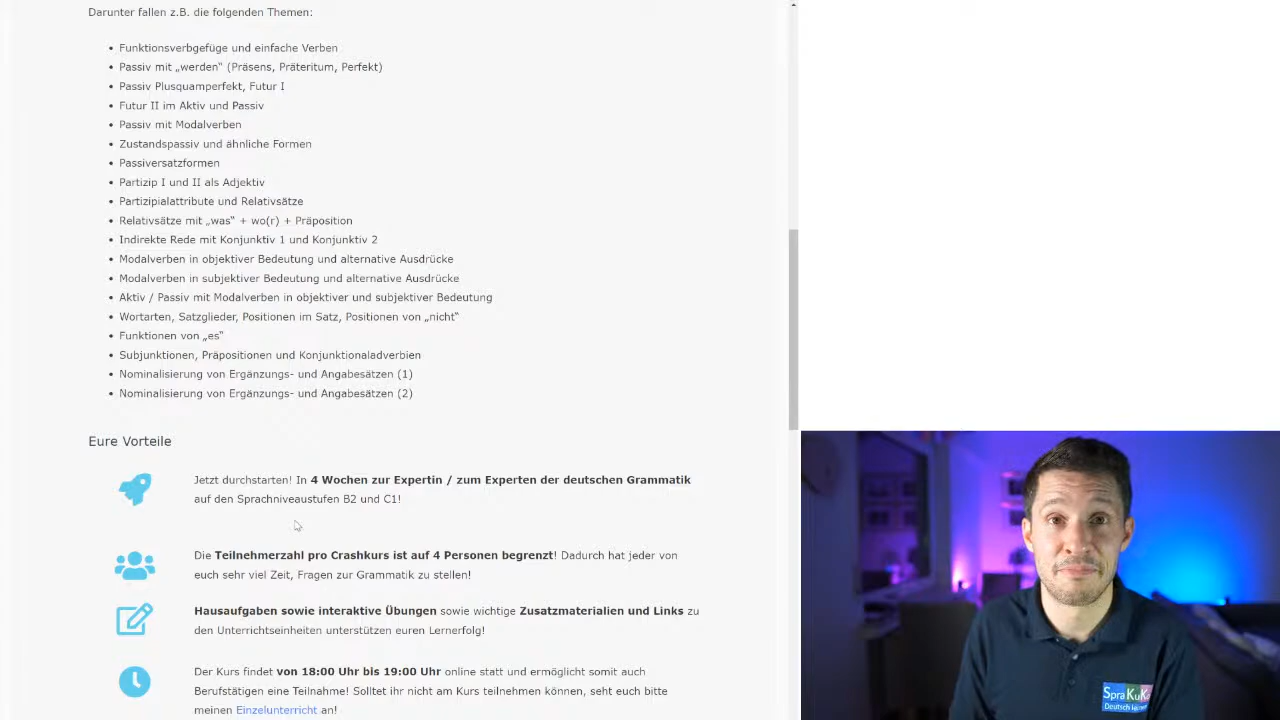 Darunter fallen z.B. die folgenden Themen:
• Funktionsverbgefüge und einfache Verben
• Passiv mit „werden“ (Präsens, Präteritum, Perfekt)
• Passiv Plusquamperfekt, Futur I
• Futur II im Aktiv und Passiv
• Passiv mit Modalverben
• Zustandspassiv und ähnliche Formen
• Passiversatzformen
• Partizip I und II als Adjektiv
• Partizipialattribute und Relativsätze
• Relativsätze mit „was“ + wo(r) + Präposition
• Indirekte Rede mit Konjunktiv 1 und Konjunktiv 2
• Modalverben in objektiver Bedeutung und alternative Ausdrücke
• Modalverben in subjektiver Bedeutung und alternative Ausdrücke
• Aktiv / Passiv mit Modalverben in objektiver und subjektiver Bedeutung
• Wortarten, Satzglieder, Positionen im Satz, Positionen von „nicht“
• Funktionen von „es“
• Subjunktionen, Präpositionen und Konjunktionaladverbien
• Nominalisierung von Ergänzungs- und Angabesätzen (1)
• Nominalisierung von Ergänzungs- und Angabesätzen (2)
Eure Vorteile
Jetzt durchstarten! In 4 Wochen zur Expertin / zum Experten der deutschen Grammatik
auf den Sprachniveaustufen B2 und C1!
Die Teilnehmerzahl pro Crashkurs ist auf 4 Personen begrenzt! Dadurch hat jeder von
euch sehr viel Zeit, Fragen zur Grammatik zu stellen!
Hausaufgaben sowie interaktive Übungen sowie wichtige Zusatzmaterialien und Links zu
den Unterrichtseinheiten unterstützen euren Lernerfolg!
Der Kurs findet von 18:00 Uhr bis 19:00 Uhr online statt und ermöglicht somit auch
Berufstätigen eine Teilnahme! Solltet ihr nicht am Kurs teilnehmen können, seht euch bitte
meinen Einzelunterricht an!
SpraKuKo
Deutsch lernen